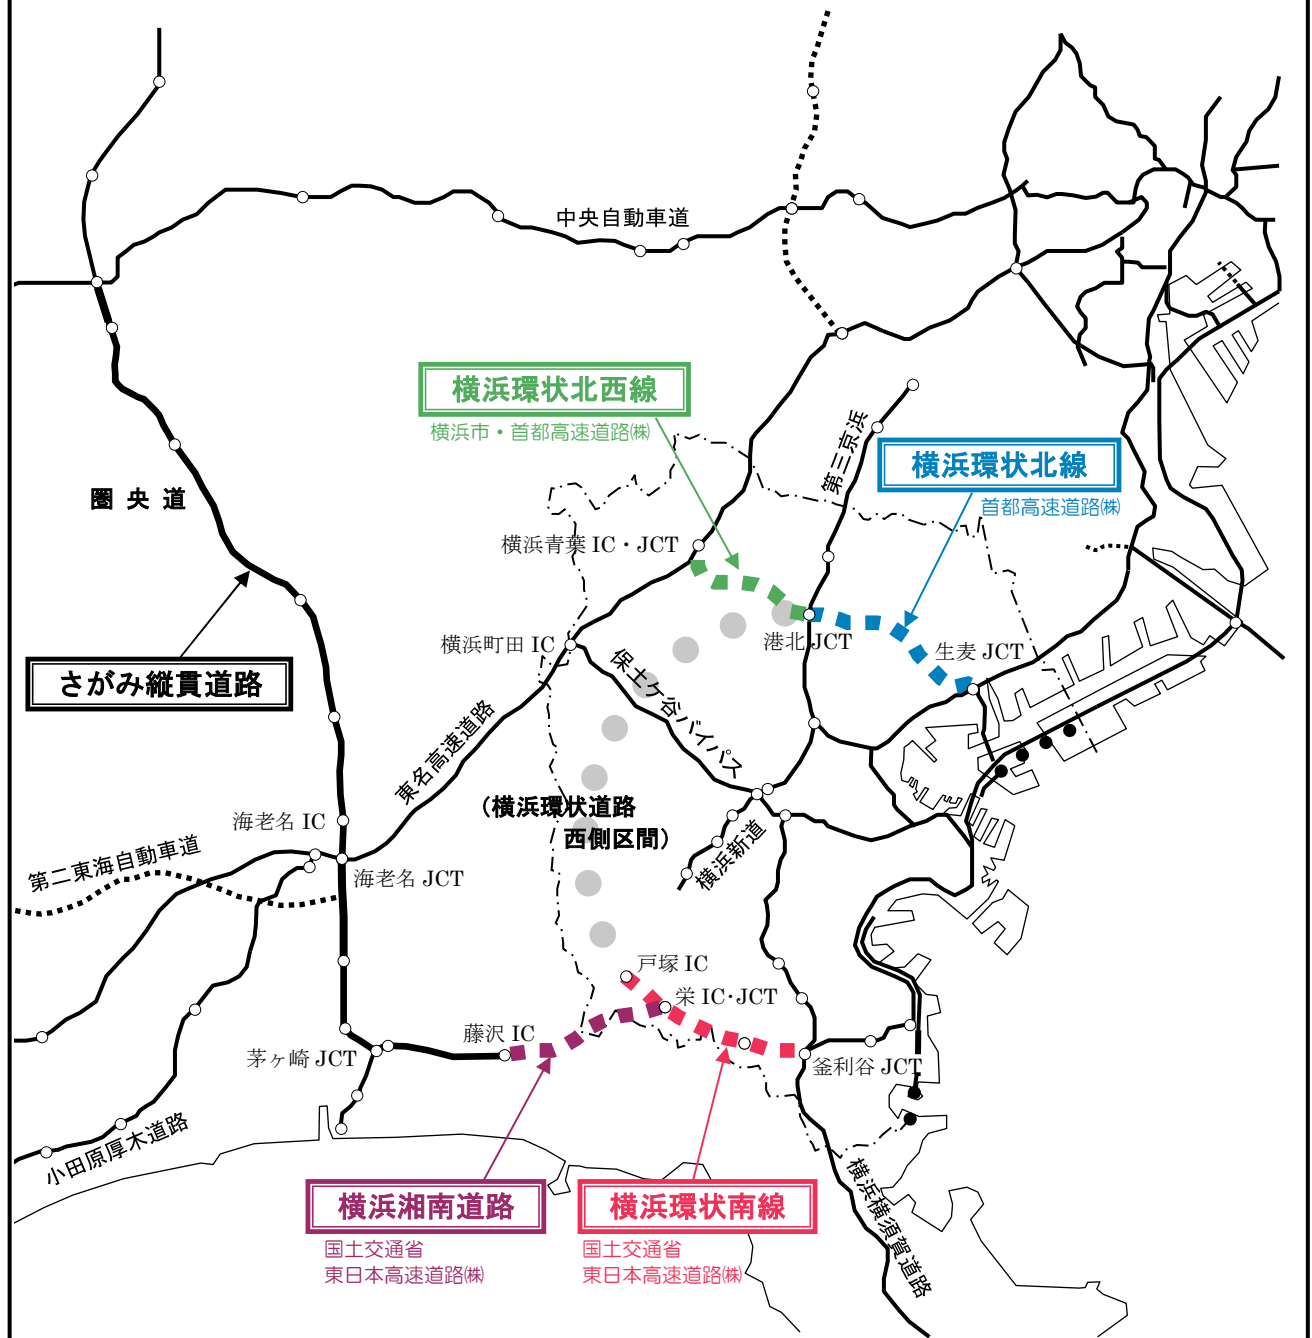 中央自動車道
横浜環状北西線
横浜市・首都高速道路㈱
第三京浜
横浜環状北線
首都高速道路㈱
圏央道
横浜青葉 IC・JCT
港北 JCT
生麦 JCT
横浜町田 IC
保土ケ谷バイパス
さがみ縦貫道路
東名高速道路
(横浜環状道路
西側区間)
海老名 IC
横浜新道
第二東海自動車道
海老名 JCT
戸塚 IC
栄 IC・JCT
藤沢 IC
茅ヶ崎 JCT
釜利谷 JCT
小田原厚木道路
横浜横須賀道路
横浜湘南道路
国土交通省
東日本高速道路㈱
横浜環状南線
国土交通省
東日本高速道路㈱